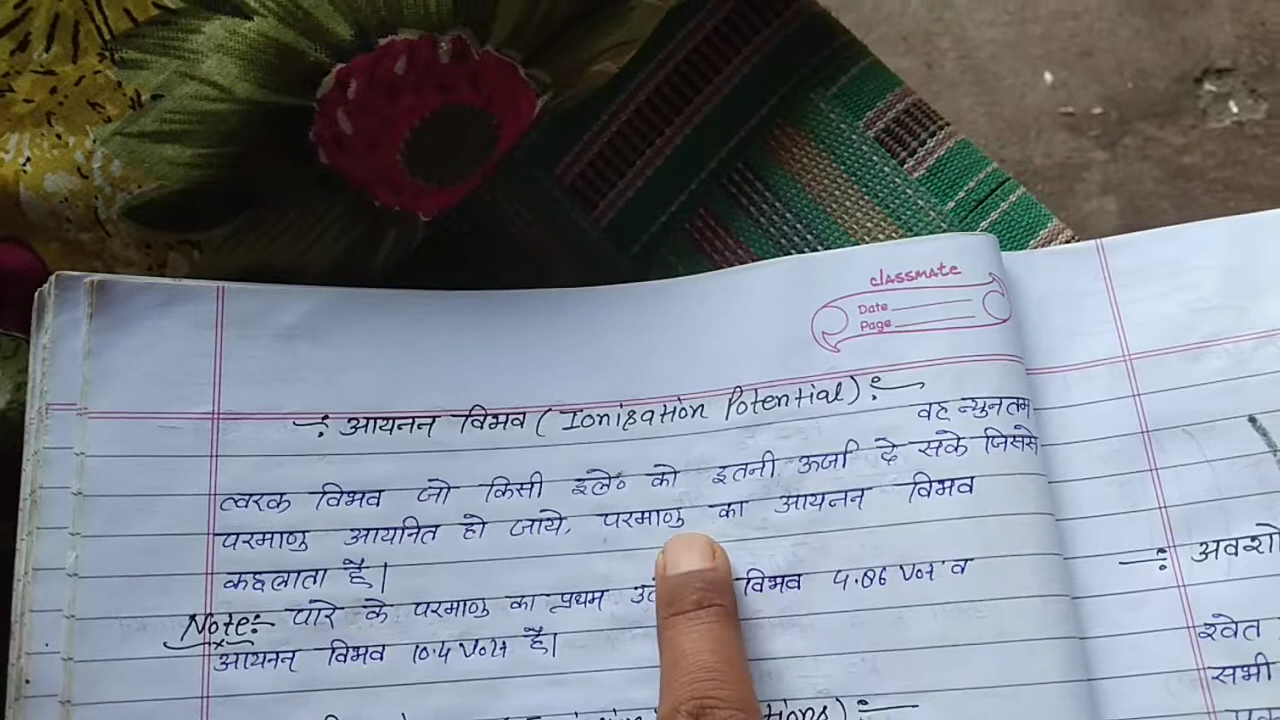 classmate
Date
Page
-: आयनन विभव ( Ionisation Potential ) :-
वह न्युनतम
त्वरक विभव जो किसी इले० को इतनी ऊर्जा दे सके जिससे
परमाणु आयनित हो जाये, परमाणु का आयनन विभव
कहलाता है।
Note:- पारे के परमाणु का प्रथम विभव 4.86 Volt व
आयनन विभव 10.4 Volt है।
-: अवशो
श्वेत
सभी